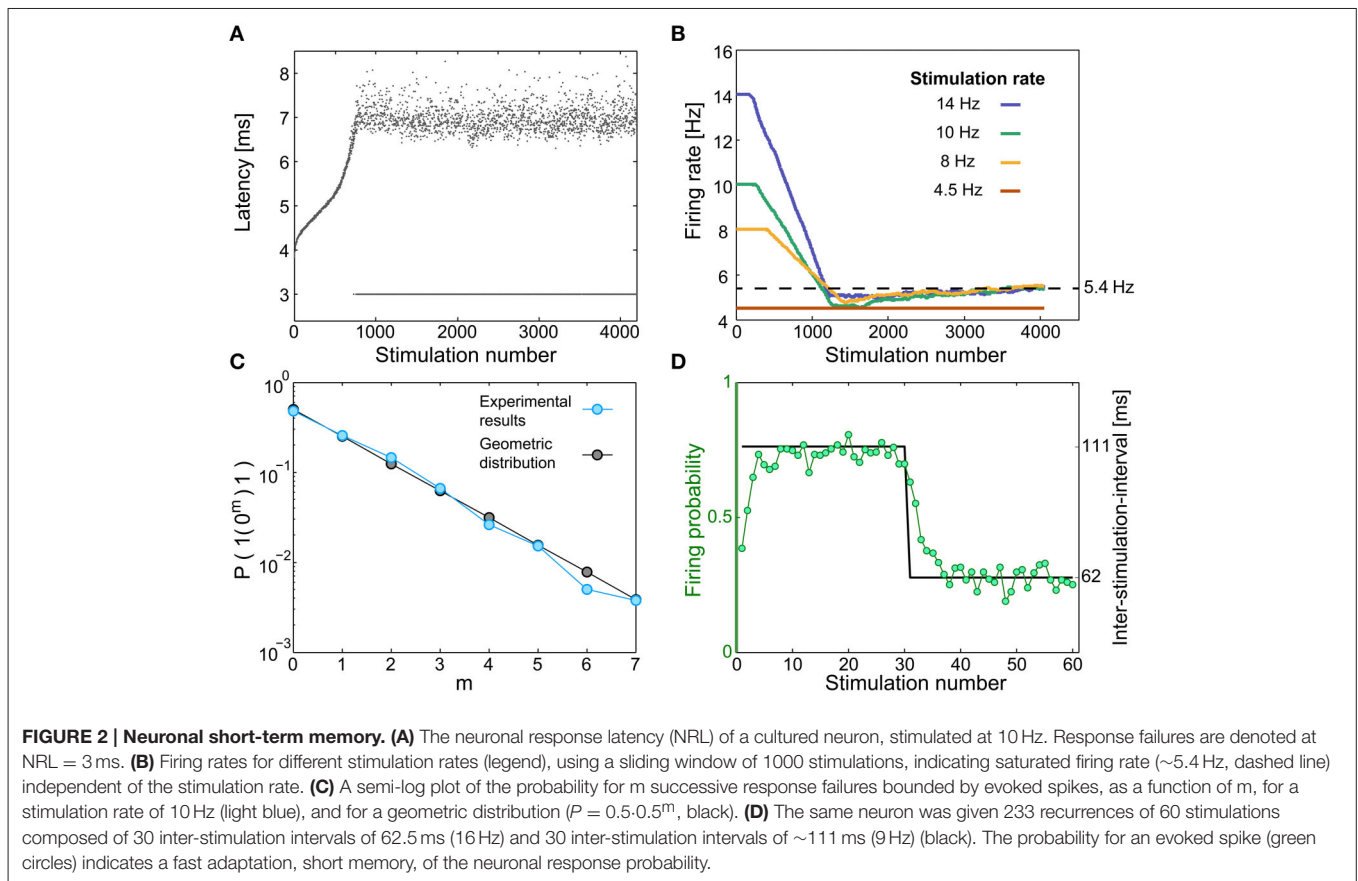 A
8
7
6
5
4
3
Latency [ms]
0
1000
2000
3000
4000
Stimulation number
B
16
14
12
10
8
6
4
Firing rate [Hz]
Stimulation rate
14 Hz
10 Hz
8 Hz
4.5 Hz
5.4 Hz
0
1000
2000
3000
4000
Stimulation number
C
10^0
10^-1
10^-2
10^-3
P ( 1( 0^m ) 1 )
Experimental
results
Geometric
distribution
0
1
2
3
4
5
6
7
m
D
1
0.5
0
Firing probability
111
62
Inter-stimulation-interval [ms]
0
10
20
30
40
50
60
Stimulation number
FIGURE 2 | Neuronal short-term memory. (A) The neuronal response latency (NRL) of a cultured neuron, stimulated at 10 Hz. Response failures are denoted at
NRL = 3 ms. (B) Firing rates for different stimulation rates (legend), using a sliding window of 1000 stimulations, indicating saturated firing rate (~5.4 Hz, dashed line)
independent of the stimulation rate. (C) A semi-log plot of the probability for m successive response failures bounded by evoked spikes, as a function of m, for a
stimulation rate of 10 Hz (light blue), and for a geometric distribution (P = 0.5·0.5^m, black). (D) The same neuron was given 233 recurrences of 60 stimulations
composed of 30 inter-stimulation intervals of 62.5 ms (16 Hz) and 30 inter-stimulation intervals of ~111 ms (9 Hz) (black). The probability for an evoked spike (green
circles) indicates a fast adaptation, short memory, of the neuronal response probability.